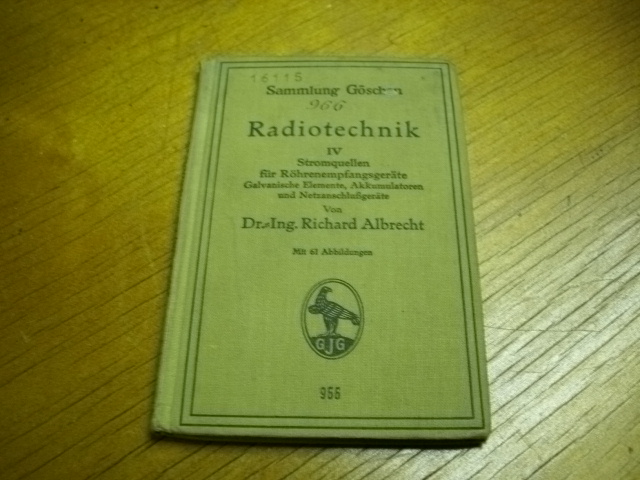 16115
Sammlung Göschen
966
Radiotechnik
IV
Stromquellen
für Röhrenempfangsgeräte
Galvanische Elemente, Akkumulatoren
und Netzanschlußgeräte
Von
Dr.=Ing. Richard Albrecht
Mit 61 Abbildungen
GJG
966